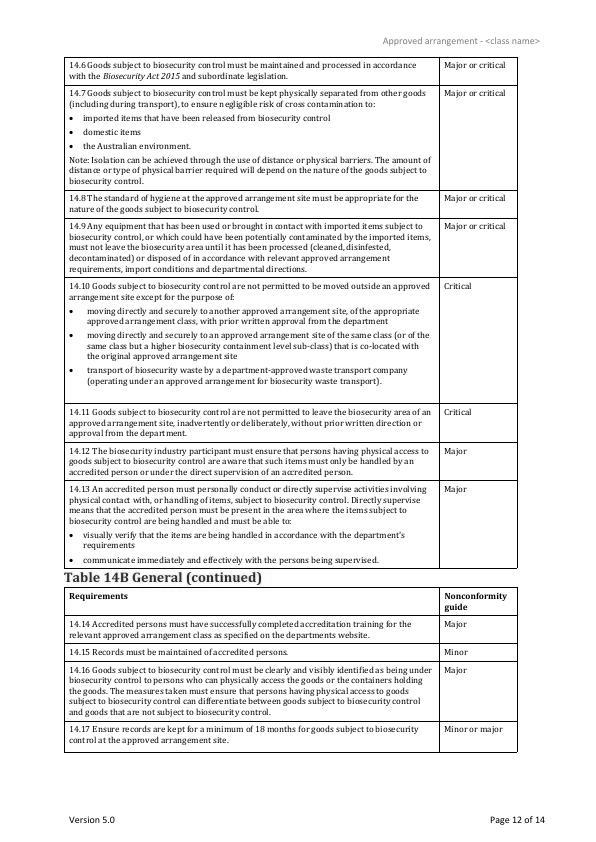 Approved arrangement - <class name>
14.6 Goods subject to biosecurity control must be maintained and processed in accordance
with the Biosecurity Act 2015 and subordinate legislation.
Major or critical
14.7 Goods subject to biosecurity control must be kept physically separated from other goods
(including during transport), to ensure negligible risk of cross contamination to:
• imported items that have been released from biosecurity control
• domestic items
• the Australian environment.
Note: Isolation can be achieved through the use of distance or physical barriers. The amount of
distance or type of physical barrier required will depend on the nature of the goods subject to
biosecurity control.
Major or critical
14.8 The standard of hygiene at the approved arrangement site must be appropriate for the
nature of the goods subject to biosecurity control.
Major or critical
14.9 Any equipment that has been used or brought in contact with imported items subject to
biosecurity control, or which could have been potentially contaminated by the imported items,
must not leave the biosecurity area until it has been processed (cleaned, disinfested,
decontaminated) or disposed of in accordance with relevant approved arrangement
requirements, import conditions and departmental directions.
Major or critical
14.10 Goods subject to biosecurity control are not permitted to be moved outside an approved
arrangement site except for the purpose of:
• moving directly and securely to another approved arrangement site, of the appropriate
approved arrangement class, with prior written approval from the department
• moving directly and securely to an approved arrangement site of the same class (or of the
same class but a higher biosecurity containment level sub-class) that is co-located with
the original approved arrangement site
• transport of biosecurity waste by a department-approved waste transport company
(operating under an approved arrangement for biosecurity waste transport).
Critical
14.11 Goods subject to biosecurity control are not permitted to leave the biosecurity area of an
approved arrangement site, inadvertently or deliberately, without prior written direction or
approval from the department.
Critical
14.12 The biosecurity industry participant must ensure that persons having physical access to
goods subject to biosecurity control are aware that such items must only be handled by an
accredited person or under the direct supervision of an accredited person.
Major
14.13 An accredited person must personally conduct or directly supervise activities involving
physical contact with, or handling of items, subject to biosecurity control. Directly supervise
means that the accredited person must be present in the area where the items subject to
biosecurity control are being handled and must be able to:
• visually verify that the items are being handled in accordance with the department's
requirements
• communicate immediately and effectively with the persons being supervised.
Major
Table 14B General (continued)
Requirements
Nonconformity
guide
14.14 Accredited persons must have successfully completed accreditation training for the
relevant approved arrangement class as specified on the departments website.
Major
14.15 Records must be maintained of accredited persons.
Minor
14.16 Goods subject to biosecurity control must be clearly and visibly identified as being under
biosecurity control to persons who can physically access the goods or the containers holding
the goods. The measures taken must ensure that persons having physical access to goods
subject to biosecurity control can differentiate between goods subject to biosecurity control
and goods that are not subject to biosecurity control.
Major
14.17 Ensure records are kept for a minimum of 18 months for goods subject to biosecurity
control at the approved arrangement site.
Minor or major
Version 5.0
Page 12 of 14